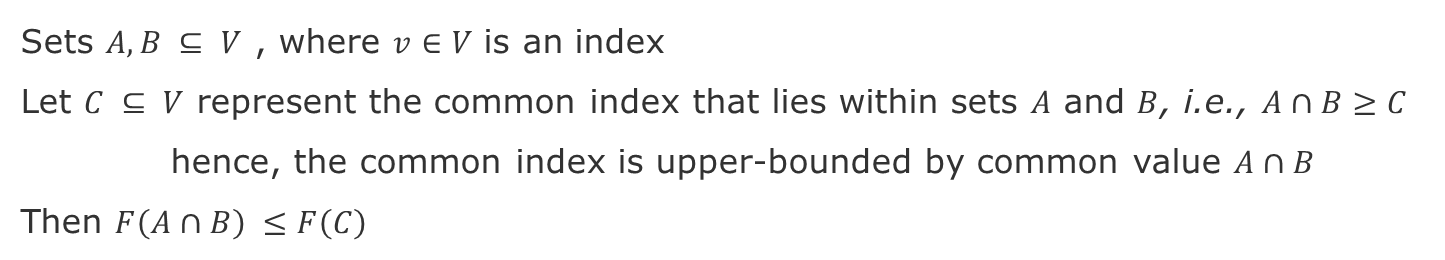 Sets A, B ⊆ V , where v ∈ V is an index
Let C ⊆ V represent the common index that lies within sets A and B, i.e., A ∩ B ≥ C
hence, the common index is upper-bounded by common value A ∩ B
Then F(A ∩ B) ≤ F(C)